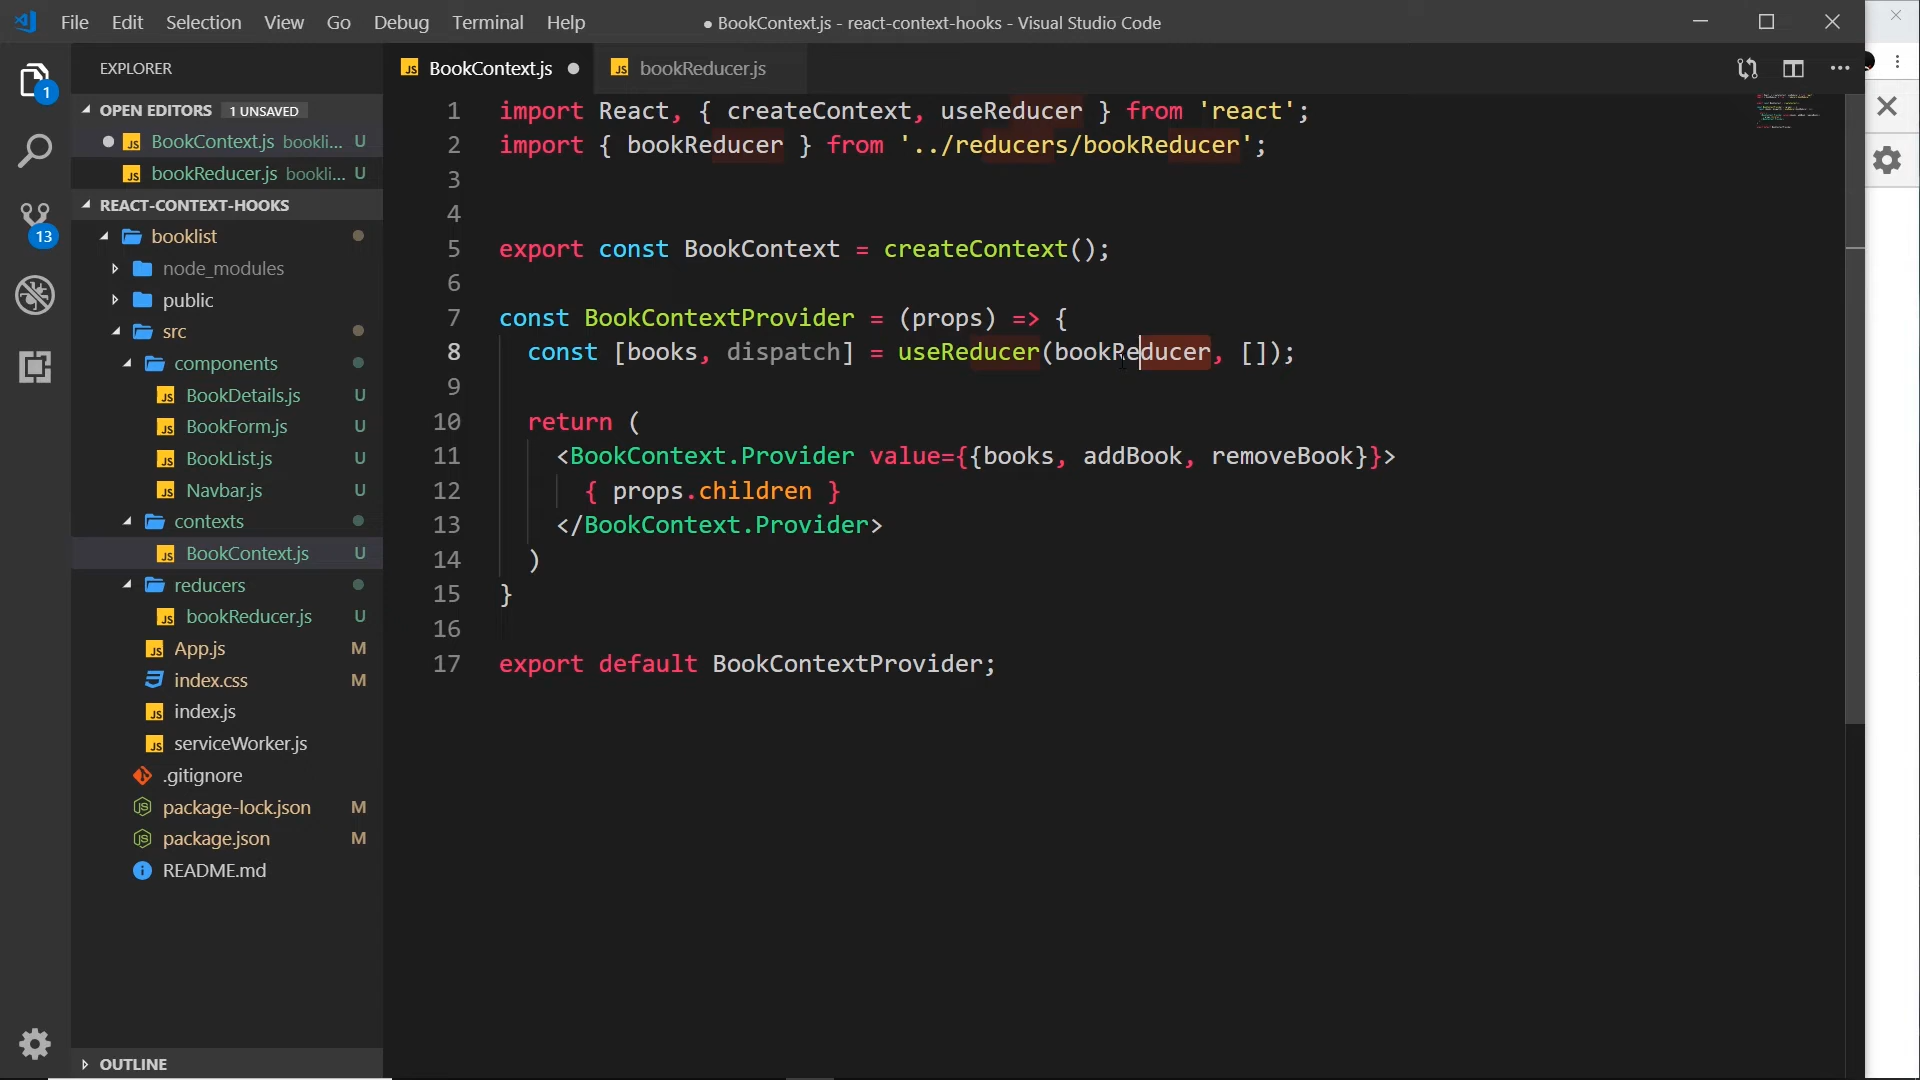 File Edit Selection View Go Debug Terminal Help
● BookContext.js - react-context-hooks - Visual Studio Code
EXPLORER
OPEN EDITORS 1 UNSAVED
BookContext.js bookli... U
bookReducer.js bookli... U
REACT-CONTEXT-HOOKS
booklist
node_modules
public
src
components
BookDetails.js U
BookForm.js U
BookList.js U
Navbar.js U
contexts
BookContext.js U
reducers
bookReducer.js U
App.js M
index.css M
index.js
serviceWorker.js
.gitignore
package-lock.json M
package.json M
README.md
OUTLINE
1
13
JS BookContext.js
JS bookReducer.js
1 import React, { createContext, useReducer } from 'react';
2 import { bookReducer } from '../reducers/bookReducer';
3
4
5 export const BookContext = createContext();
6
7 const BookContextProvider = (props) => {
8 const [books, dispatch] = useReducer(bookReducer, []);
9
10 return (
11 <BookContext.Provider value={{books, addBook, removeBook}}>
12 { props.children }
13 </BookContext.Provider>
14 )
15 }
16
17 export default BookContextProvider;